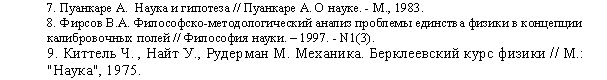 7. Пуанкаре А. Наука и гипотеза // Пуанкаре А. О науке. - М., 1983.
8. Фирсов В.А. Философско-методологический анализ проблемы единства физики в концепции
калибровочных полей // Философия науки. – 1997. - N1(3).
9. Киттель Ч. , Найт У., Рудерман М. Механика. Берклеевский курс физики // М.:
"Наука", 1975.